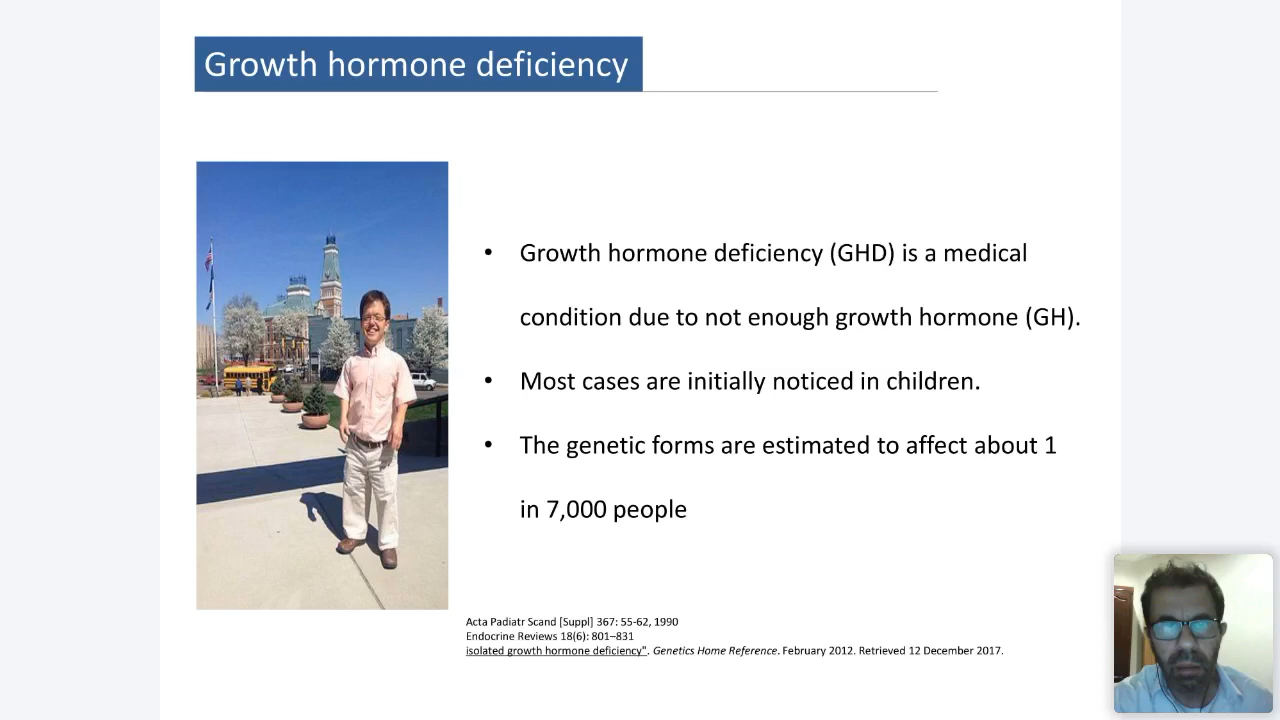 Growth hormone deficiency
• Growth hormone deficiency (GHD) is a medical
condition due to not enough growth hormone (GH).
• Most cases are initially noticed in children.
• The genetic forms are estimated to affect about 1
in 7,000 people
Acta Padiatr Scand [Suppl] 367: 55-62, 1990
Endocrine Reviews 18(6): 801–831
isolated growth hormone deficiency". Genetics Home Reference. February 2012. Retrieved 12 December 2017.